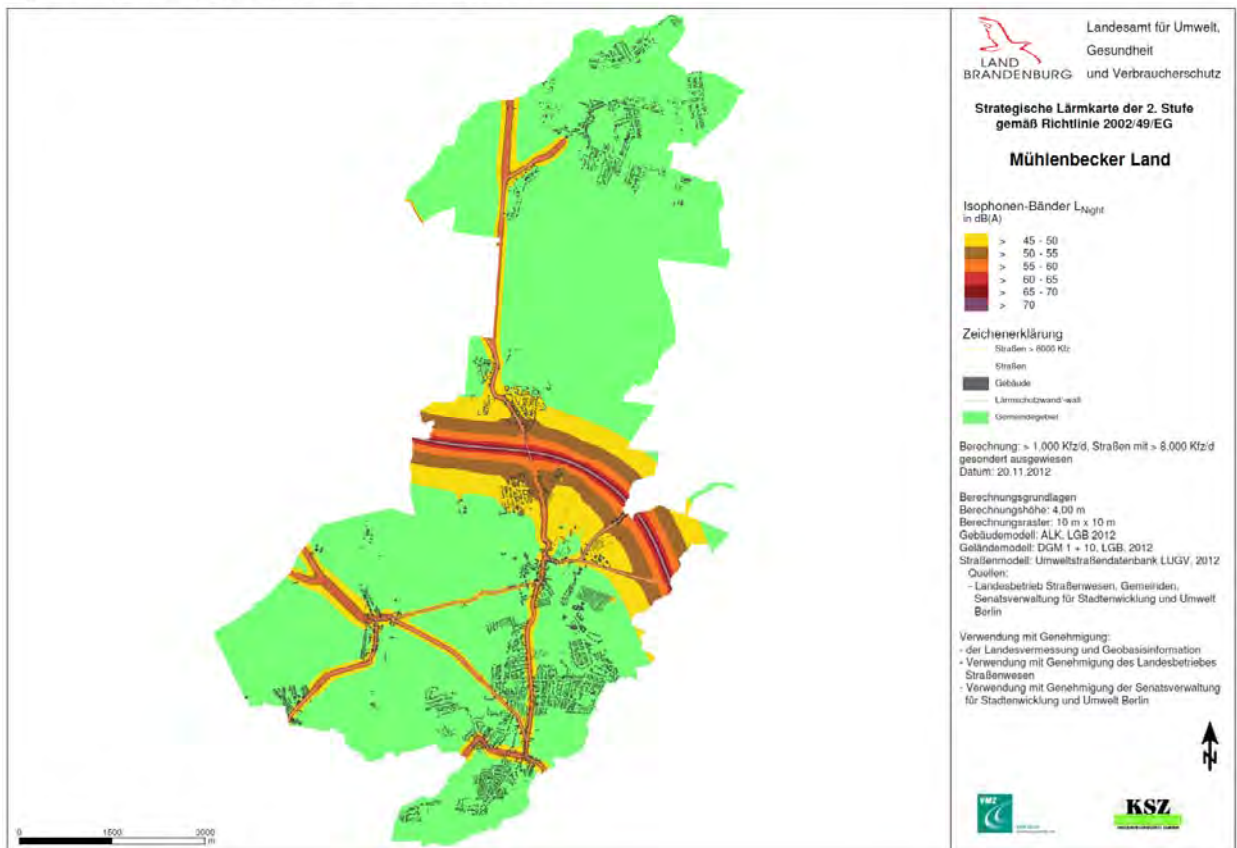 Landesamt für Umwelt,
Gesundheit
und Verbraucherschutz
LAND
BRANDENBURG
Strategische Lärmkarte der 2. Stufe
gemäß Richtlinie 2002/49/EG
Mühlenbecker Land
Isophonen-Bänder LNight
in dB(A)
> 45 - 50
> 50 - 55
> 55 - 60
> 60 - 65
> 65 - 70
> 70
Zeichenerklärung
Straßen > 8000 Kfz
Straßen
Gebäude
Lärmschutzwand/-wall
Gemeindegebiet
Berechnung: > 1.000 Kfz/d, Straßen mit > 8.000 Kfz/d
gesondert ausgewiesen
Datum: 20.11.2012
Berechnungsgrundlagen
Berechnungshöhe: 4,00 m
Berechnungsraster: 10 m x 10 m
Gebäudemodell: ALK, LGB 2012
Geländemodell: DGM 1 + 10, LGB, 2012
Straßenmodell: Umweltstraßendatenbank LUGV, 2012
Quellen:
- Landesbetrieb Straßenwesen, Gemeinden,
Senatsverwaltung für Stadtenwicklung und Umwelt
Berlin
Verwendung mit Genehmigung:
- der Landesvermessung und Geobasisinformation
- Verwendung mit Genehmigung des Landesbetriebes
Straßenwesen
- Verwendung mit Genehmigung der Senatsverwaltung
für Stadtenwicklung und Umwelt Berlin
N
VMZ
KSZ
0 1500 3000
m